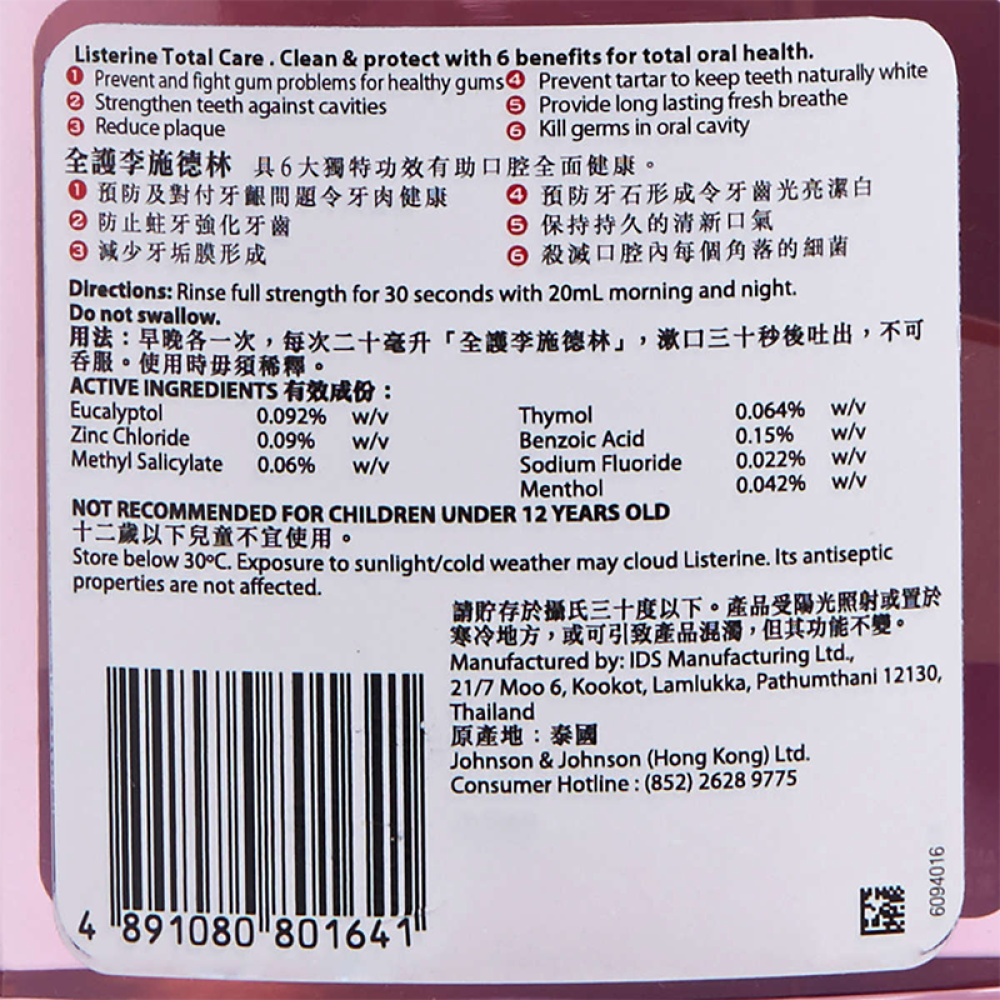 Listerine Total Care . Clean & protect with 6 benefits for total oral health.
1 Prevent and fight gum problems for healthy gums
2 Strengthen teeth against cavities
3 Reduce plaque
4 Prevent tartar to keep teeth naturally white
5 Provide long lasting fresh breathe
6 Kill germs in oral cavity
全護李施德林 具6大獨特功效有助口腔全面健康。
1 預防及對付牙齦問題令牙肉健康
2 防止蛀牙強化牙齒
3 減少牙垢膜形成
4 預防牙石形成令牙齒光亮潔白
5 保持持久的清新口氣
6 殺滅口腔內每個角落的細菌
Directions: Rinse full strength for 30 seconds with 20mL morning and night.
Do not swallow.
用法：早晚各一次，每次二十毫升「全護李施德林」，漱口三十秒後吐出，不可
吞服。使用時毋須稀釋。
ACTIVE INGREDIENTS 有效成份：
Eucalyptol 0.092% w/v
Zinc Chloride 0.09% w/v
Methyl Salicylate 0.06% w/v
Thymol 0.064% w/v
Benzoic Acid 0.15% w/v
Sodium Fluoride 0.022% w/v
Menthol 0.042% w/v
NOT RECOMMENDED FOR CHILDREN UNDER 12 YEARS OLD
十二歲以下兒童不宜使用。
Store below 30ºC. Exposure to sunlight/cold weather may cloud Listerine. Its antiseptic
properties are not affected.
請貯存於攝氏三十度以下。產品受陽光照射或置於
寒冷地方，或可引致產品混濁，但其功能不變。
Manufactured by: IDS Manufacturing Ltd.,
21/7 Moo 6, Kookot, Lamlukka, Pathumthani 12130,
Thailand
原產地：泰國
Johnson & Johnson (Hong Kong) Ltd.
Consumer Hotline : (852) 2628 9775
4 891080 801641
6094016